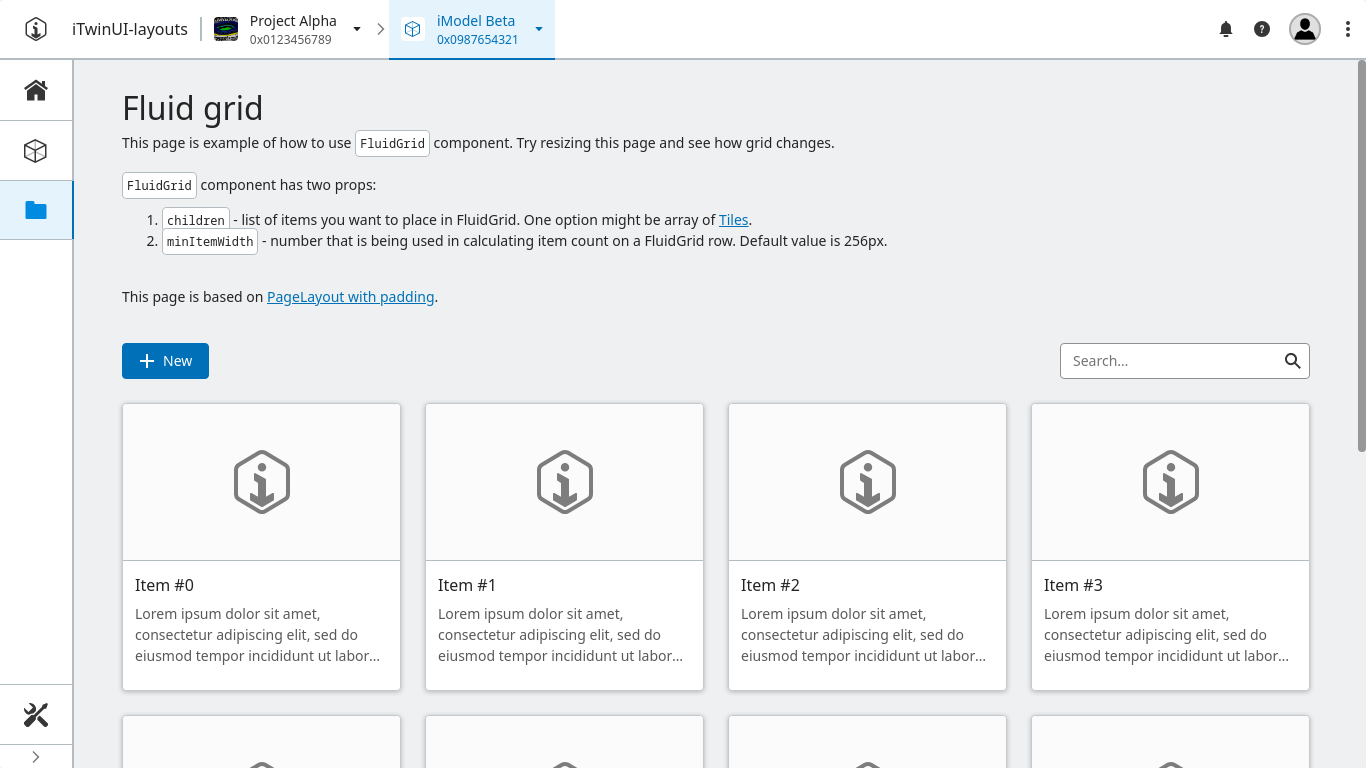 iTwinUI-layouts
Project Alpha
0x0123456789
iModel Beta
0x0987654321
Fluid grid
This page is example of how to use FluidGrid component. Try resizing this page and see how grid changes.
FluidGrid component has two props:
1. children - list of items you want to place in FluidGrid. One option might be array of Tiles.
2. minItemWidth - number that is being used in calculating item count on a FluidGrid row. Default value is 256px.
This page is based on PageLayout with padding.
New
Search...
Item #0
Lorem ipsum dolor sit amet,
consectetur adipiscing elit, sed do
eiusmod tempor incididunt ut labor...
Item #1
Lorem ipsum dolor sit amet,
consectetur adipiscing elit, sed do
eiusmod tempor incididunt ut labor...
Item #2
Lorem ipsum dolor sit amet,
consectetur adipiscing elit, sed do
eiusmod tempor incididunt ut labor...
Item #3
Lorem ipsum dolor sit amet,
consectetur adipiscing elit, sed do
eiusmod tempor incididunt ut labor...